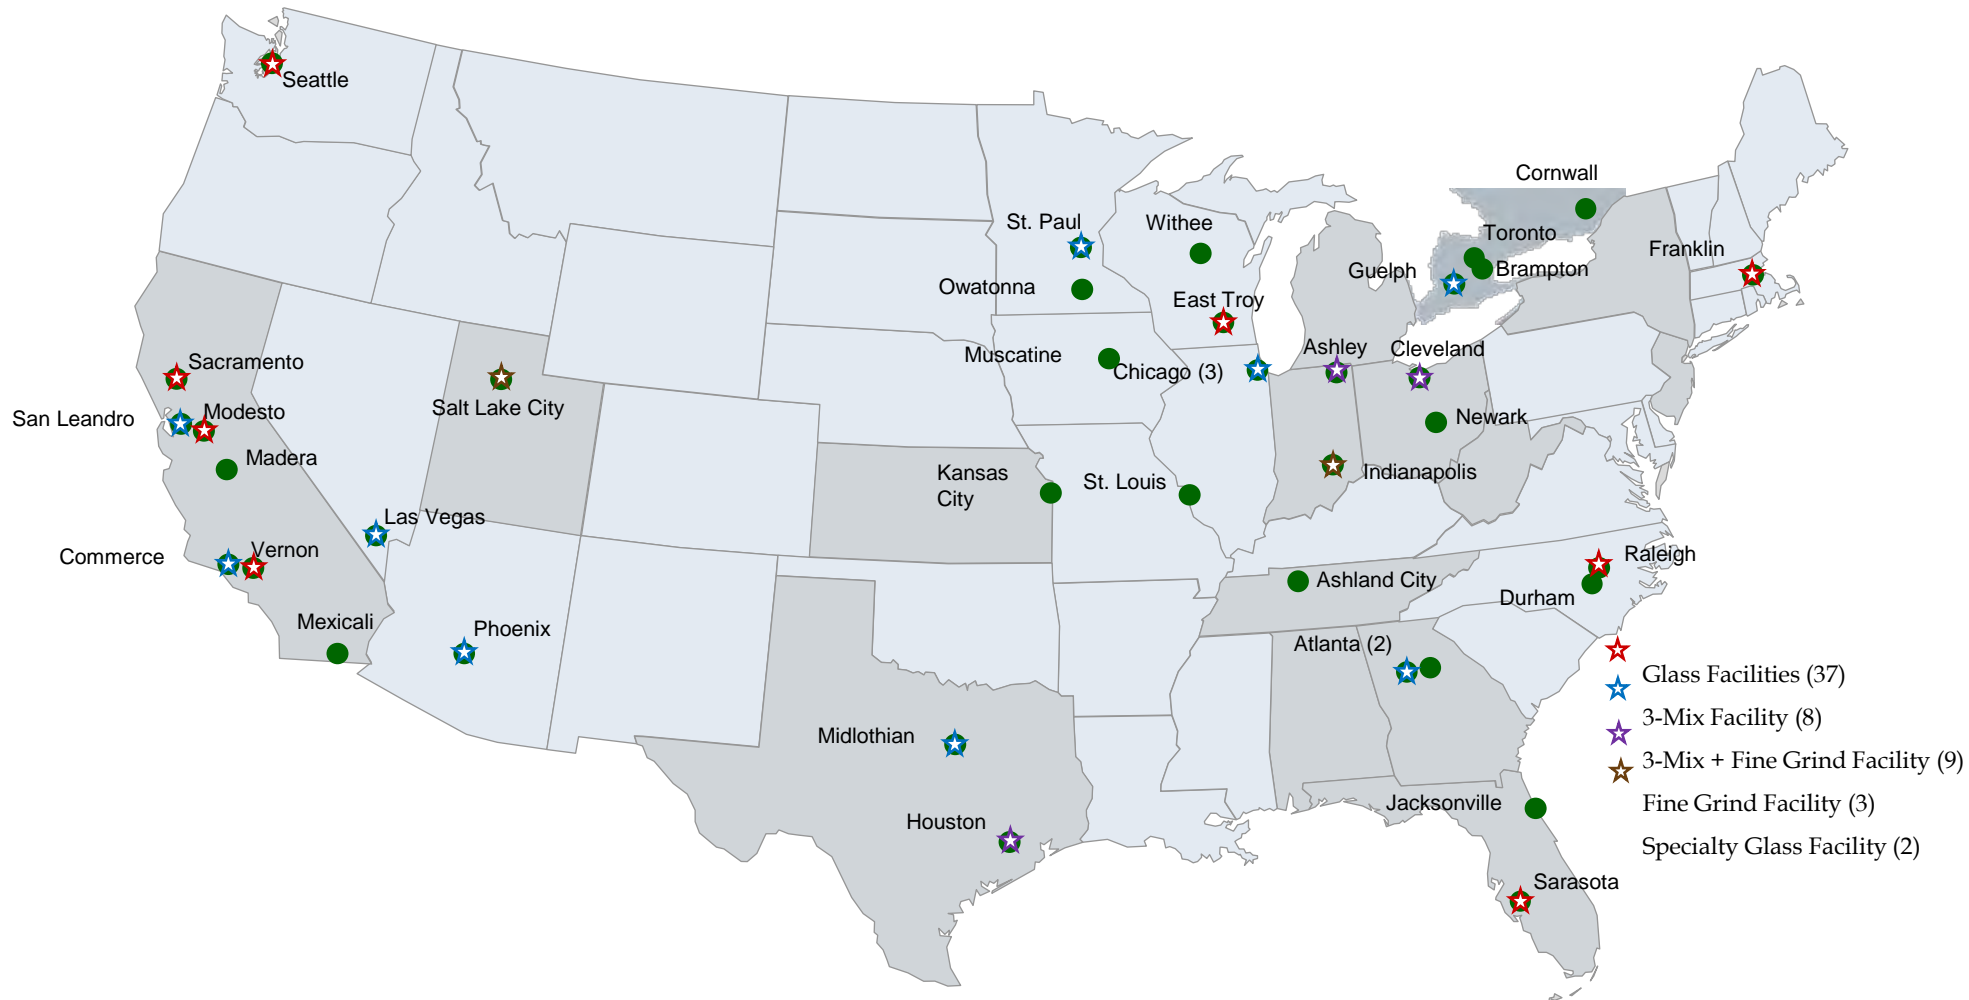 Cornwall
Seattle
St. Paul
Withee
Toronto
Franklin
Guelph
Brampton
Owatonna
East Troy
Muscatine
Ashley
Cleveland
Sacramento
Chicago (3)
Salt Lake City
San Leandro
Modesto
Newark
Madera
Kansas
City
St. Louis
Indianapolis
Las Vegas
Commerce
Vernon
Raleigh
Ashland City
Durham
Mexicali
Phoenix
Atlanta (2)
Glass Facilities (37)
3-Mix Facility (8)
Midlothian
3-Mix + Fine Grind Facility (9)
Jacksonville
Fine Grind Facility (3)
Houston
Specialty Glass Facility (2)
Sarasota